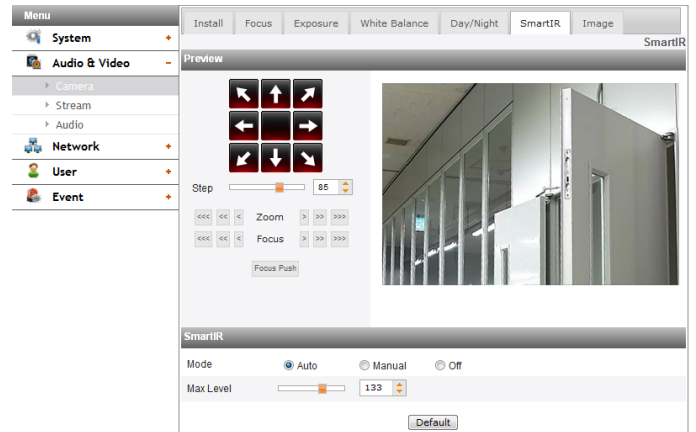 Menu
System +
Audio & Video -
Camera
Stream
Audio
Network +
User +
Event +
Install Focus Exposure White Balance Day/Night SmartIR Image
SmartIR
Preview
Step 85
<<< << < Zoom > >> >>>
<<< << < Focus > >> >>>
Focus Push
SmartIR
Mode Auto Manual Off
Max Level 133
Default